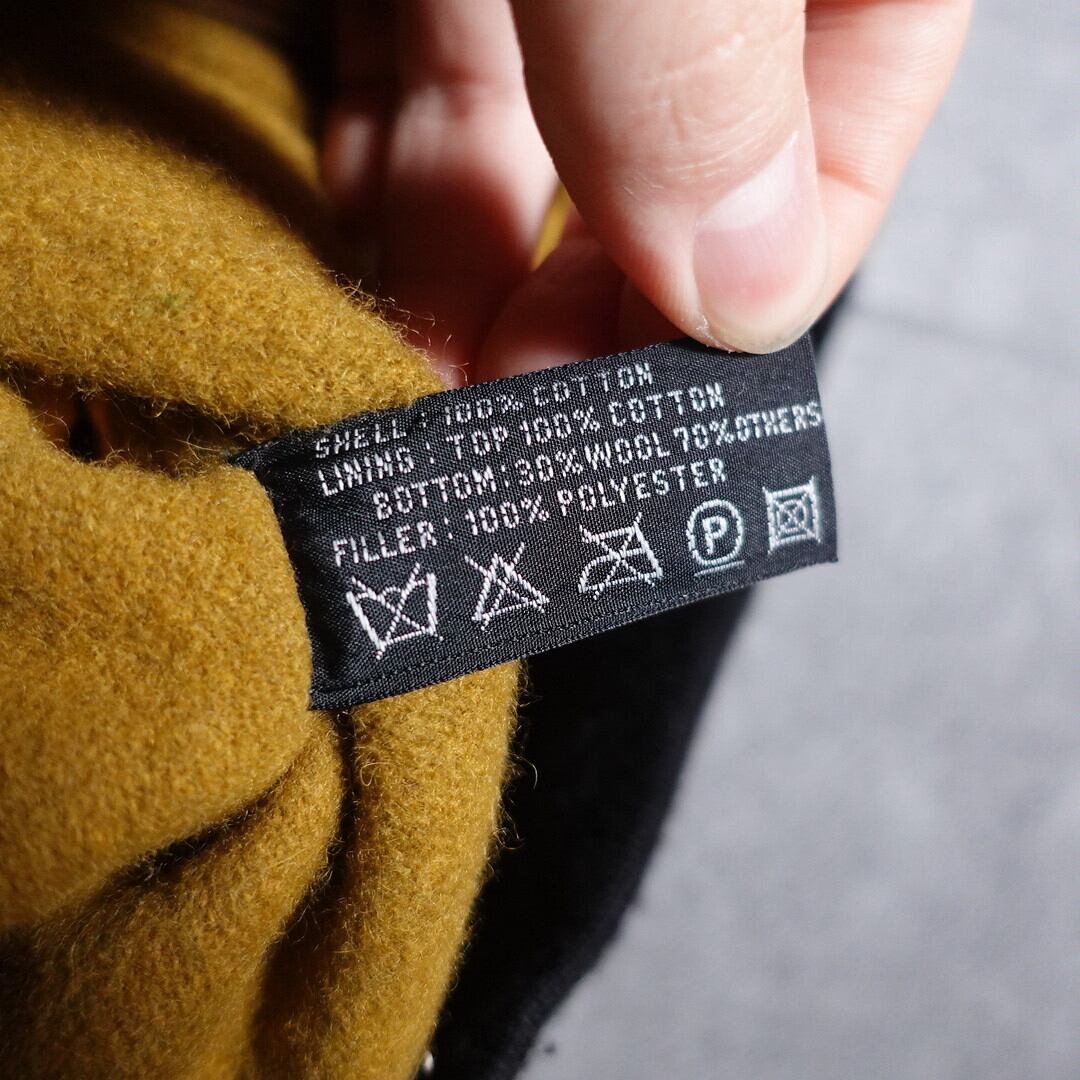 SHELL : 100% COTTON
LINING : TOP 100% COTTON
BOTTOM : 30% WOOL 70% OTHERS
FILLER : 100% POLYESTER
P